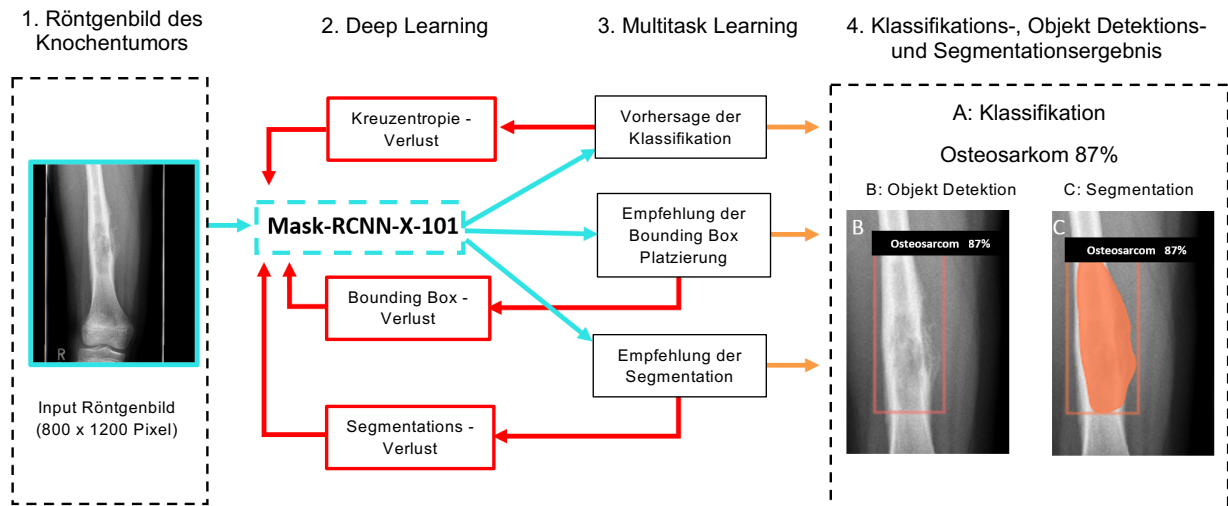 1. Röntgenbild des
Knochentumors
2. Deep Learning
3. Multitask Learning
4. Klassifikations-, Objekt Detektions-
und Segmentationsergebnis
R
Input Röntgenbild
(800 x 1200 Pixel)
Kreuzentropie -
Verlust
Mask-RCNN-X-101
Bounding Box -
Verlust
Segmentations -
Verlust
Vorhersage der
Klassifikation
Empfehlung der
Bounding Box
Platzierung
Empfehlung der
Segmentation
A: Klassifikation
Osteosarkom 87%
B: Objekt Detektion
C: Segmentation
B
Osteosarcom 87%
C
Osteosarcom 87%